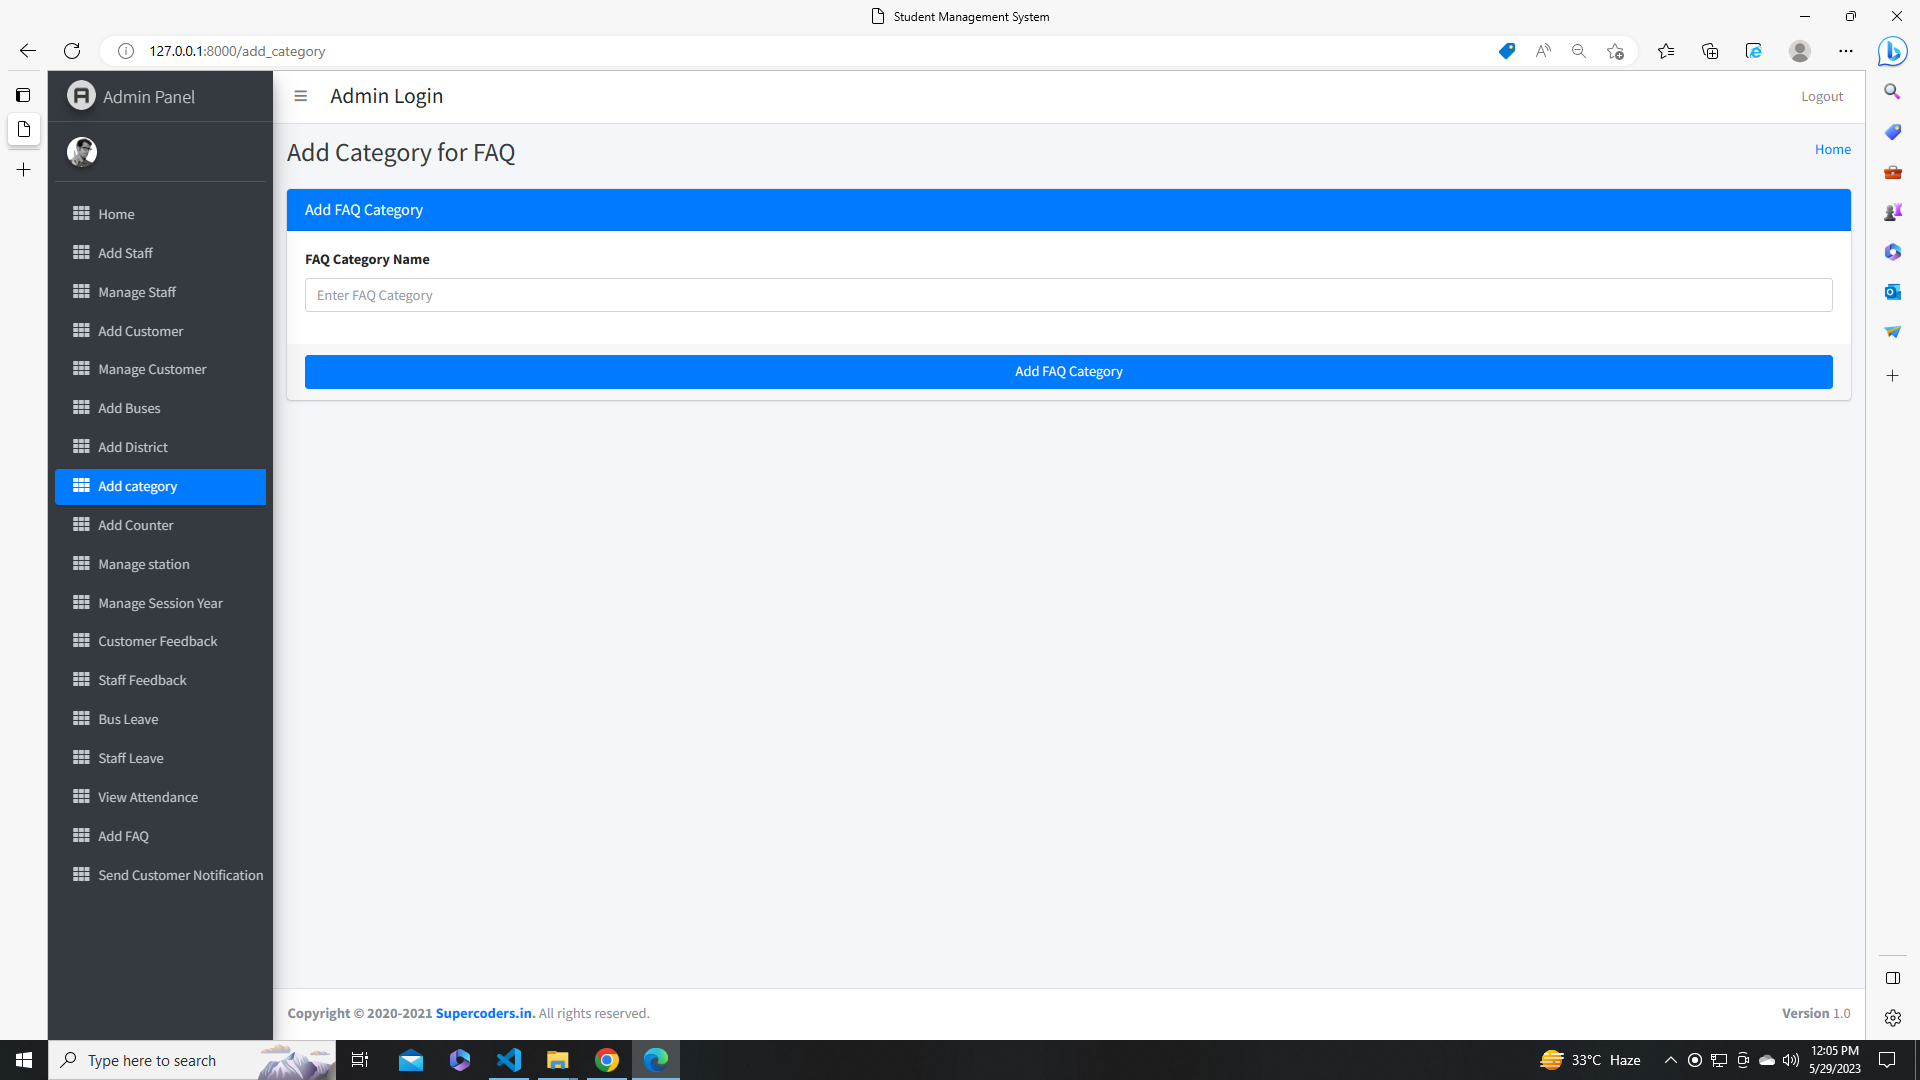 Student Management System
127.0.0.1:8000/add_category
Admin Panel
Admin Login
Logout
Add Category for FAQ
Home
Home
Add Staff
Manage Staff
Add Customer
Manage Customer
Add Buses
Add District
Add category
Add Counter
Manage station
Manage Session Year
Customer Feedback
Staff Feedback
Bus Leave
Staff Leave
View Attendance
Add FAQ
Send Customer Notification
Add FAQ Category
FAQ Category Name
Enter FAQ Category
Add FAQ Category
Copyright © 2020-2021 Supercoders.in. All rights reserved.
Version 1.0
Type here to search
33°C Haze
12:05 PM
5/29/2023